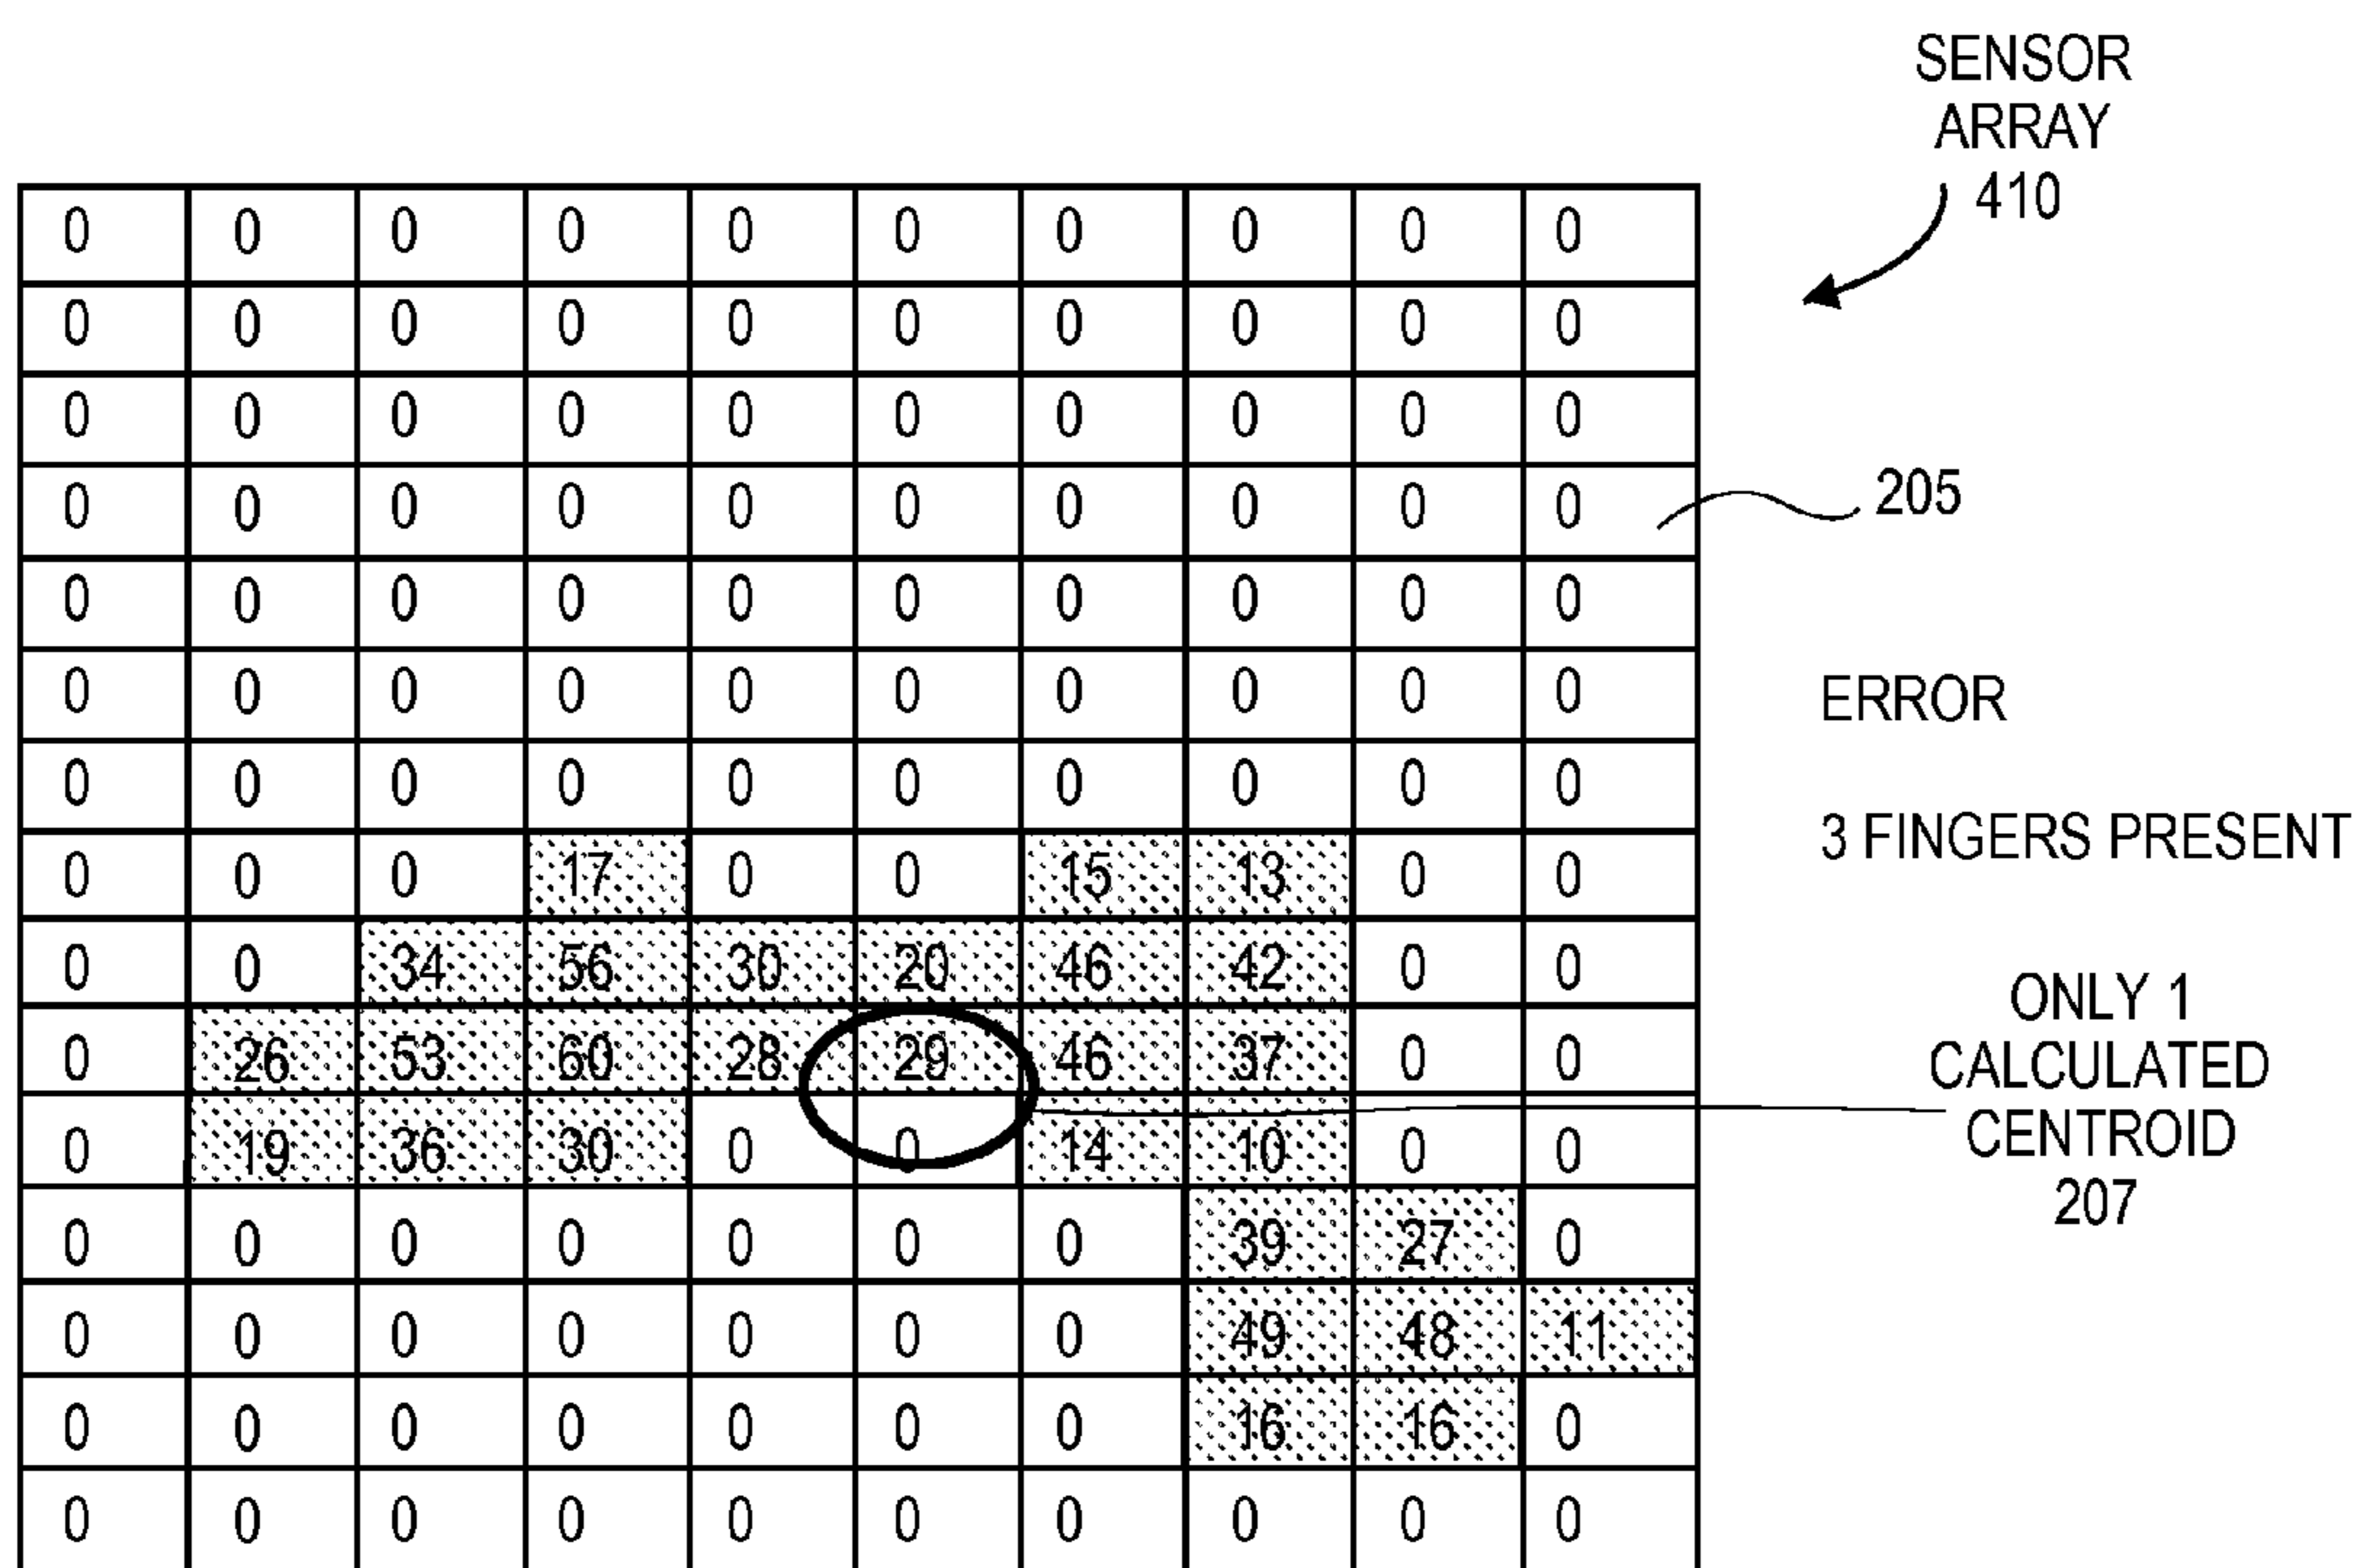 SENSOR
ARRAY
410
0 0 0 0 0 0 0 0 0 0
0 0 0 0 0 0 0 0 0 0
0 0 0 0 0 0 0 0 0 0
0 0 0 0 0 0 0 0 0 0
205
0 0 0 0 0 0 0 0 0 0
0 0 0 0 0 0 0 0 0 0
ERROR
0 0 0 0 0 0 0 0 0 0
0 0 0 17 0 0 15 13 0 0
3 FINGERS PRESENT
0 0 34 56 30 20 46 42 0 0
0 26 53 60 28 29 46 37 0 0
0 19 36 30 0 0 14 10 0 0
ONLY 1
CALCULATED
CENTROID
207
0 0 0 0 0 0 0 39 27 0
0 0 0 0 0 0 0 49 48 11
0 0 0 0 0 0 0 16 16 0
0 0 0 0 0 0 0 0 0 0